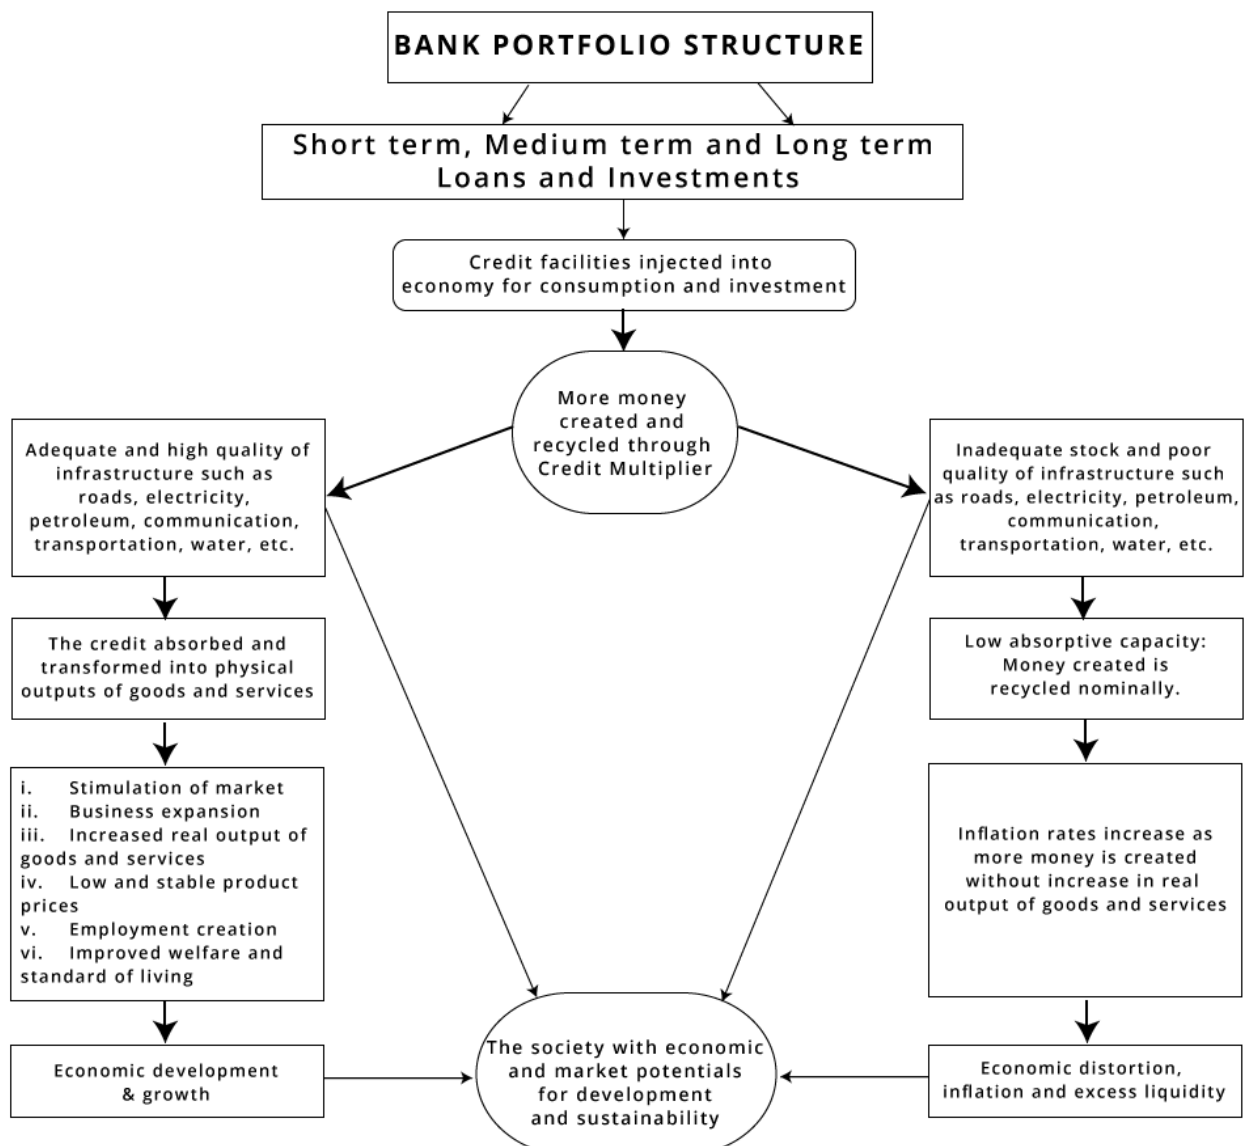 BANK PORTFOLIO STRUCTURE
Short term, Medium term and Long term
Loans and Investments
Credit facilities injected into
economy for consumption and investment
More money
created and
recycled through
Credit Multiplier
Adequate and high quality of
infrastructure such as
roads, electricity,
petroleum, communication,
transportation, water, etc.
Inadequate stock and poor
quality of infrastructure such
as roads, electricity, petroleum,
communication,
transportation, water, etc.
The credit absorbed and
transformed into physical
outputs of goods and services
Low absorptive capacity:
Money created is
recycled nominally.
i. Stimulation of market
ii. Business expansion
iii. Increased real output of
goods and services
iv. Low and stable product
prices
v. Employment creation
vi. Improved welfare and
standard of living
Inflation rates increase as
more money is created
without increase in real
output of goods and services
Economic development
& growth
The society with economic
and market potentials
for development
and sustainability
Economic distortion,
inflation and excess liquidity